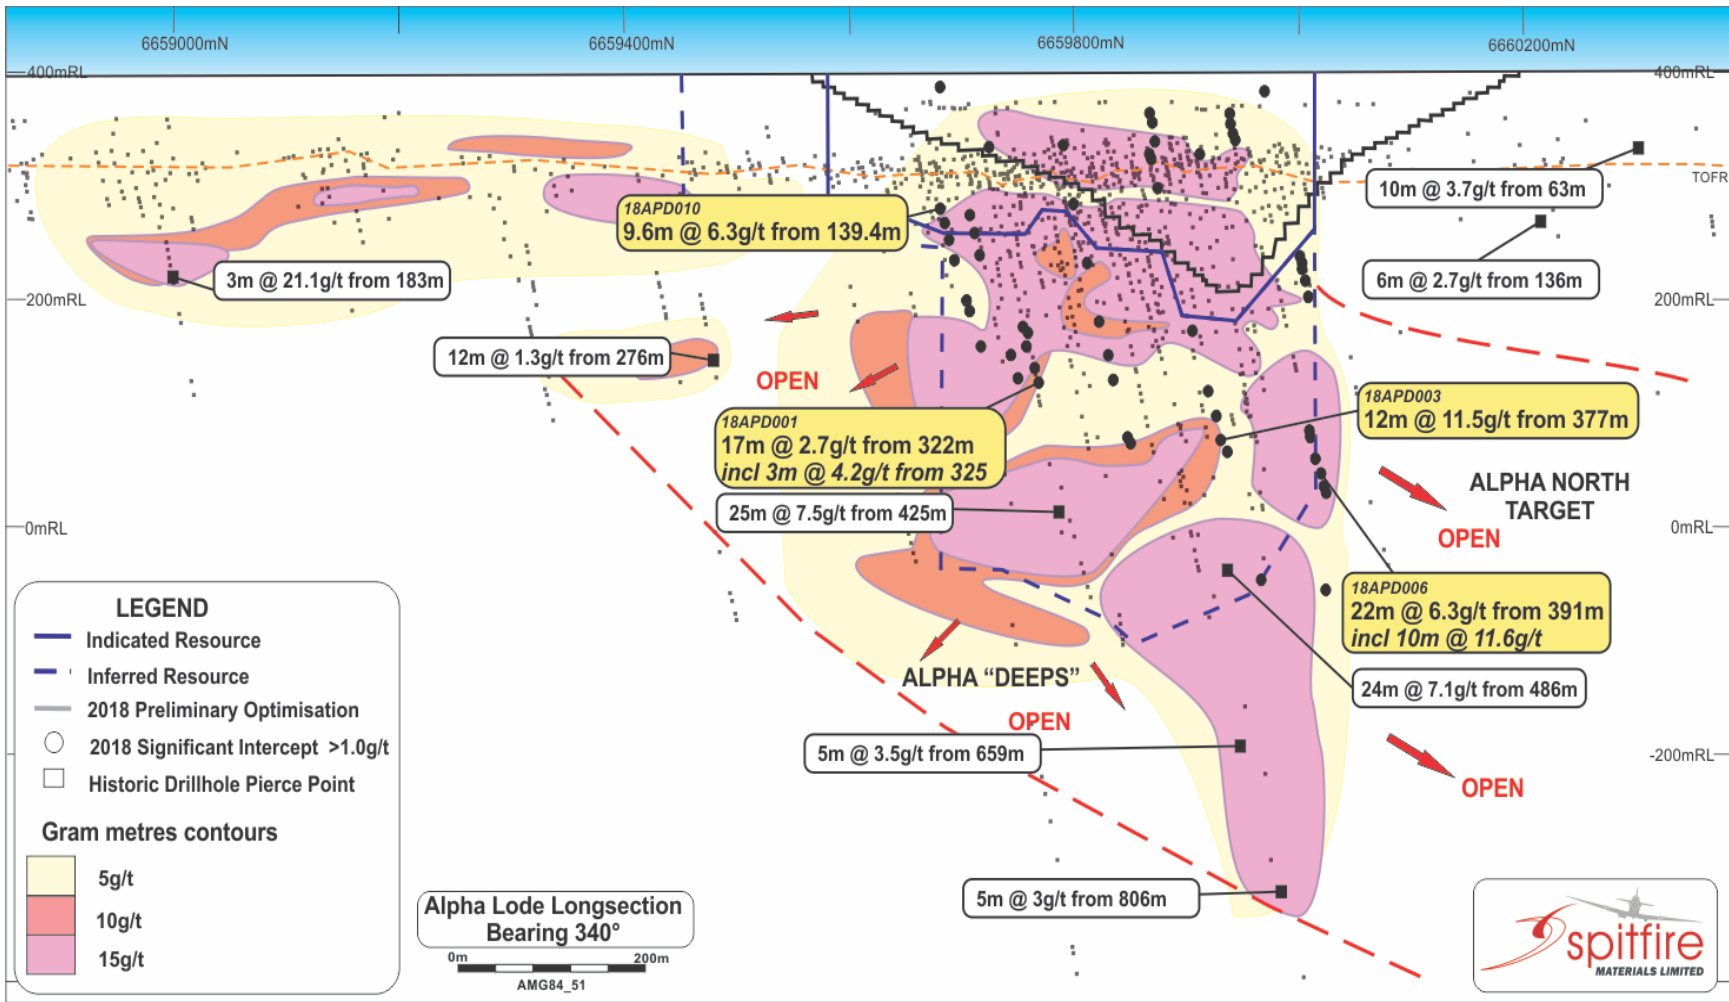 6659000mN
6659400mN
6659800mN
6660200mN
400mRL
400mRL
TOFR
10m @ 3.7g/t from 63m
18APD010
9.6m @ 6.3g/t from 139.4m
3m @ 21.1g/t from 183m
6m @ 2.7g/t from 136m
200mRL
200mRL
12m @ 1.3g/t from 276m
OPEN
18APD001
17m @ 2.7g/t from 322m
incl 3m @ 4.2g/t from 325
18APD003
12m @ 11.5g/t from 377m
25m @ 7.5g/t from 425m
ALPHA NORTH
TARGET
OPEN
0mRL
0mRL
18APD006
22m @ 6.3g/t from 391m
incl 10m @ 11.6g/t
24m @ 7.1g/t from 486m
ALPHA “DEEPS”
OPEN
5m @ 3.5g/t from 659m
-200mRL
OPEN
5m @ 3g/t from 806m
LEGEND
Indicated Resource
Inferred Resource
2018 Preliminary Optimisation
2018 Significant Intercept >1.0g/t
Historic Drillhole Pierce Point
Gram metres contours
5g/t
10g/t
15g/t
Alpha Lode Longsection
Bearing 340°
0m 200m
AMG84_51
spitfire
MATERIALS LIMITED